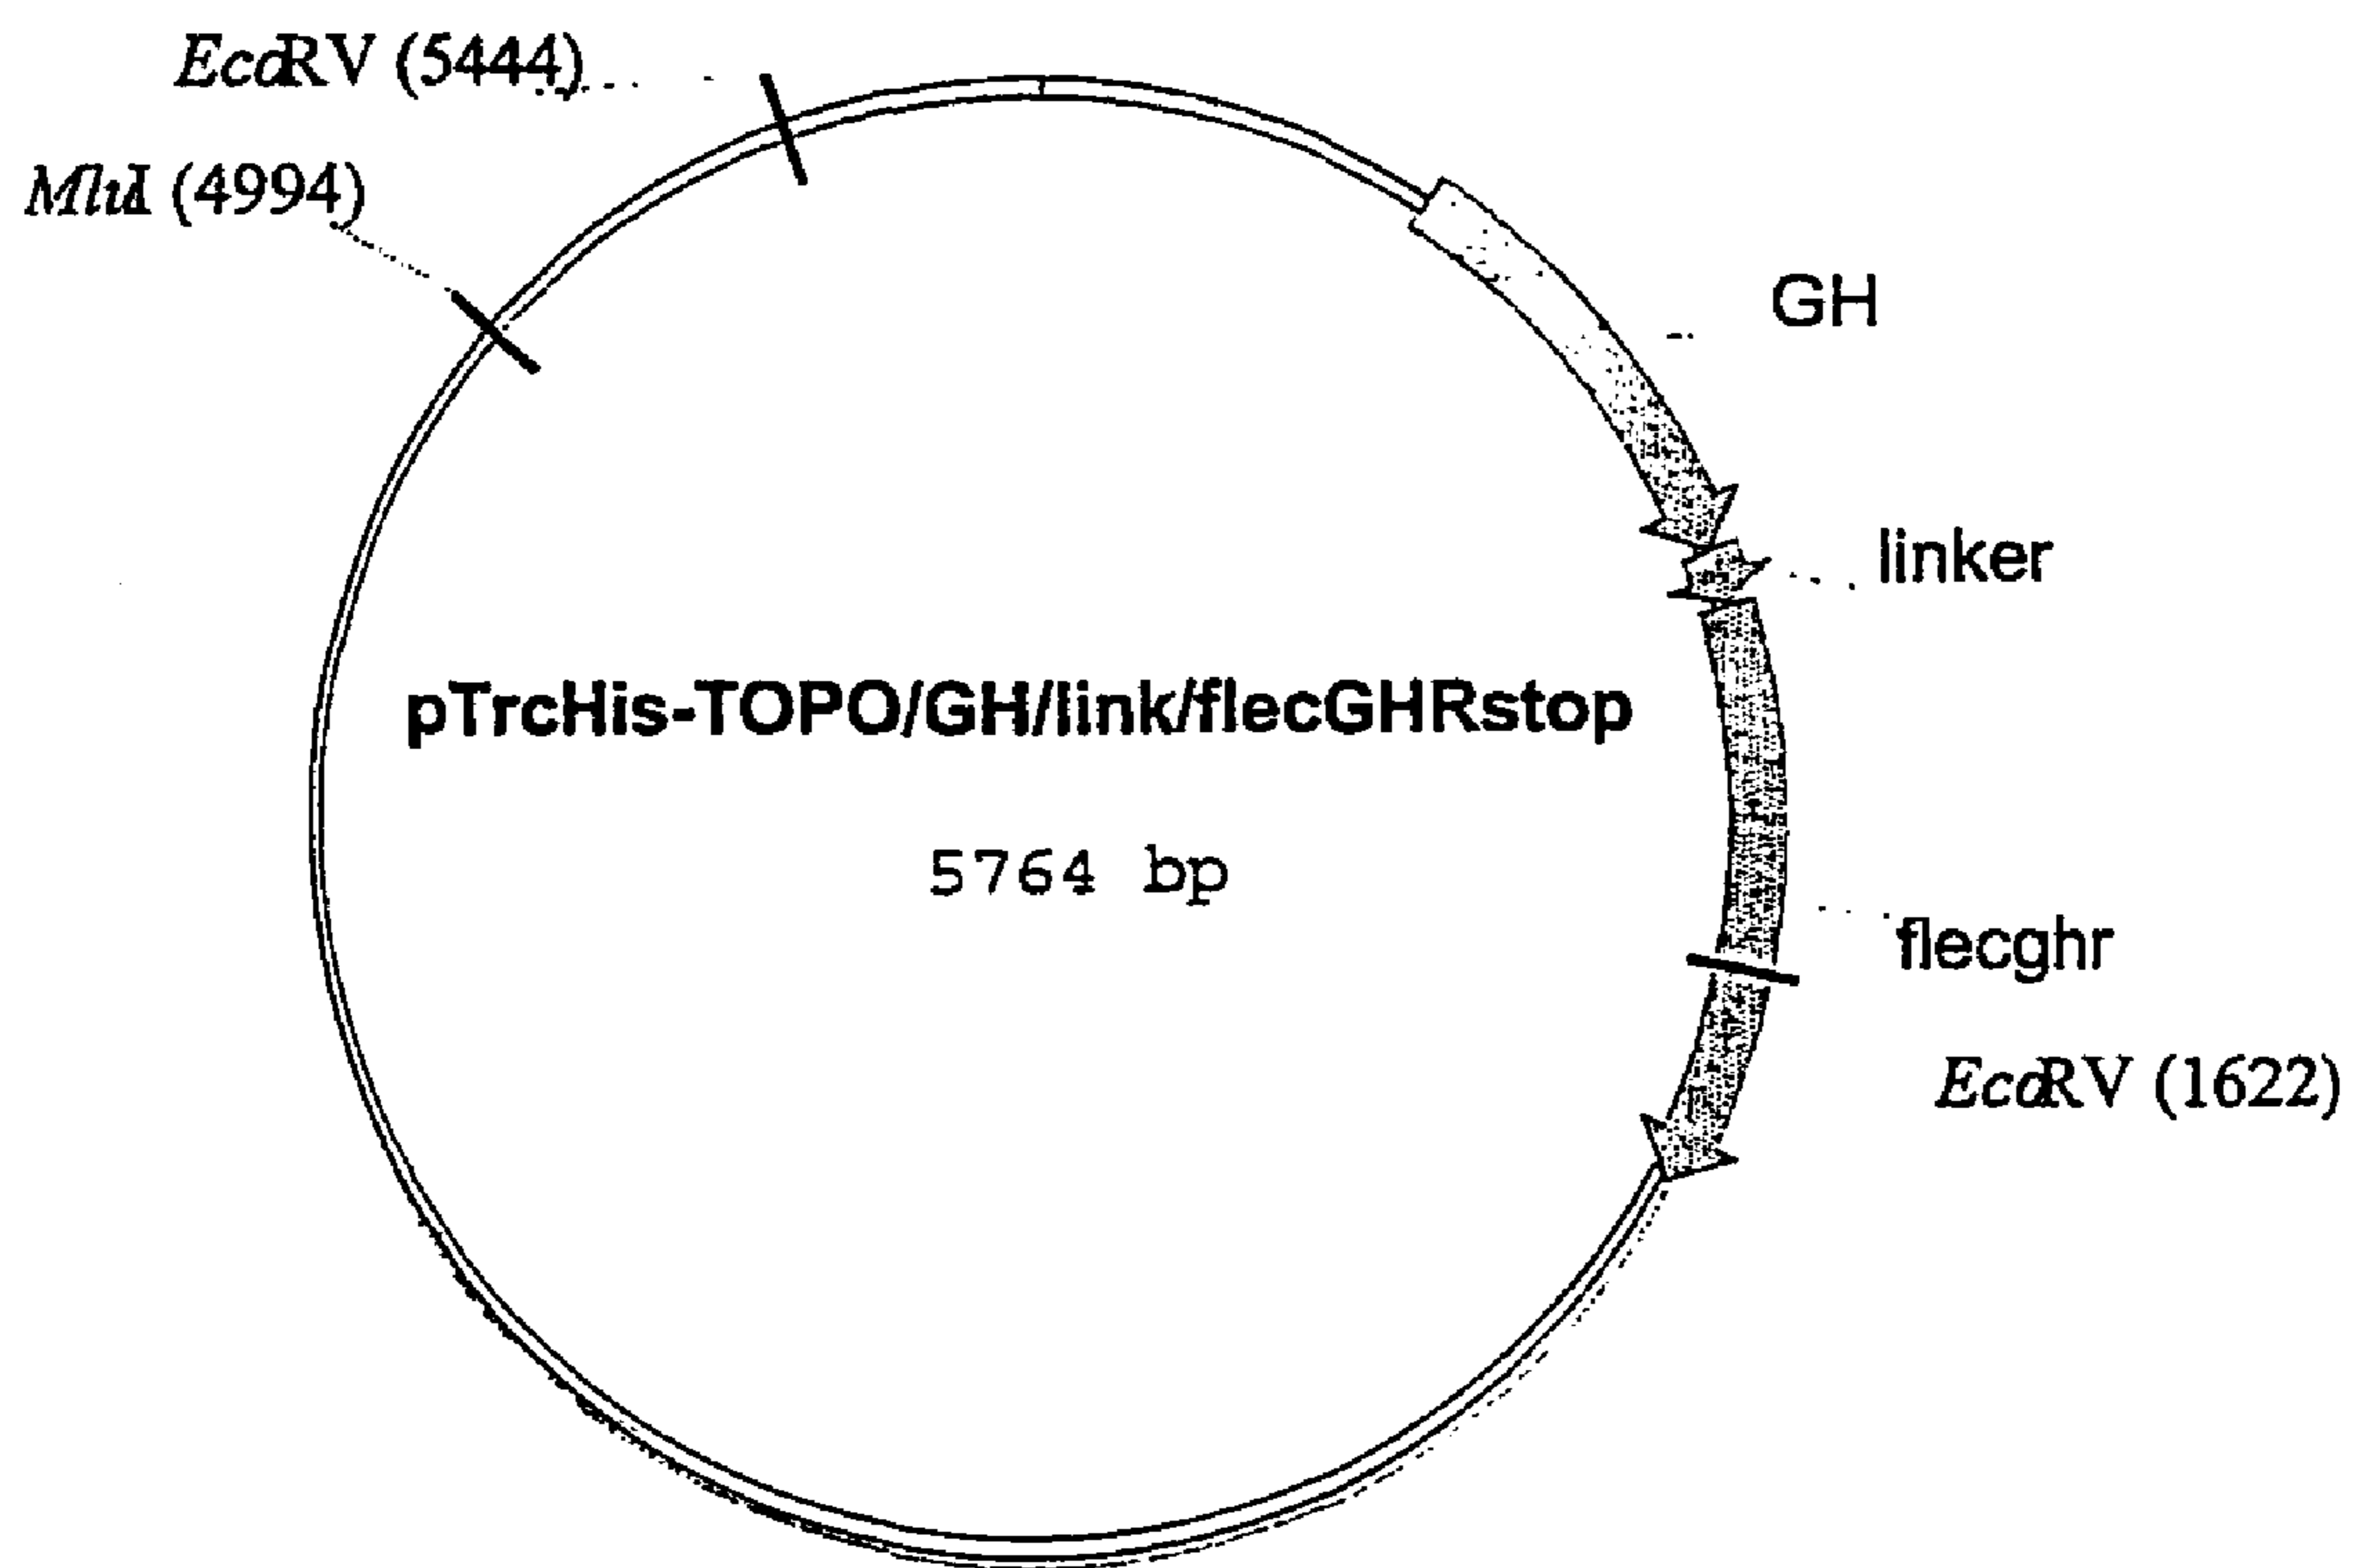 EcoRV (5444)
MluI (4994)
GH
linker
pTrcHis-TOPO/GH/link/flecGHRstop
5764 bp
flecghr
EcoRV (1622)